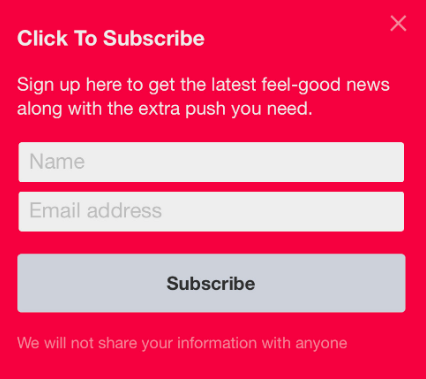 Click To Subscribe
Sign up here to get the latest feel-good news
along with the extra push you need.
Name
Email address
Subscribe
We will not share your information with anyone